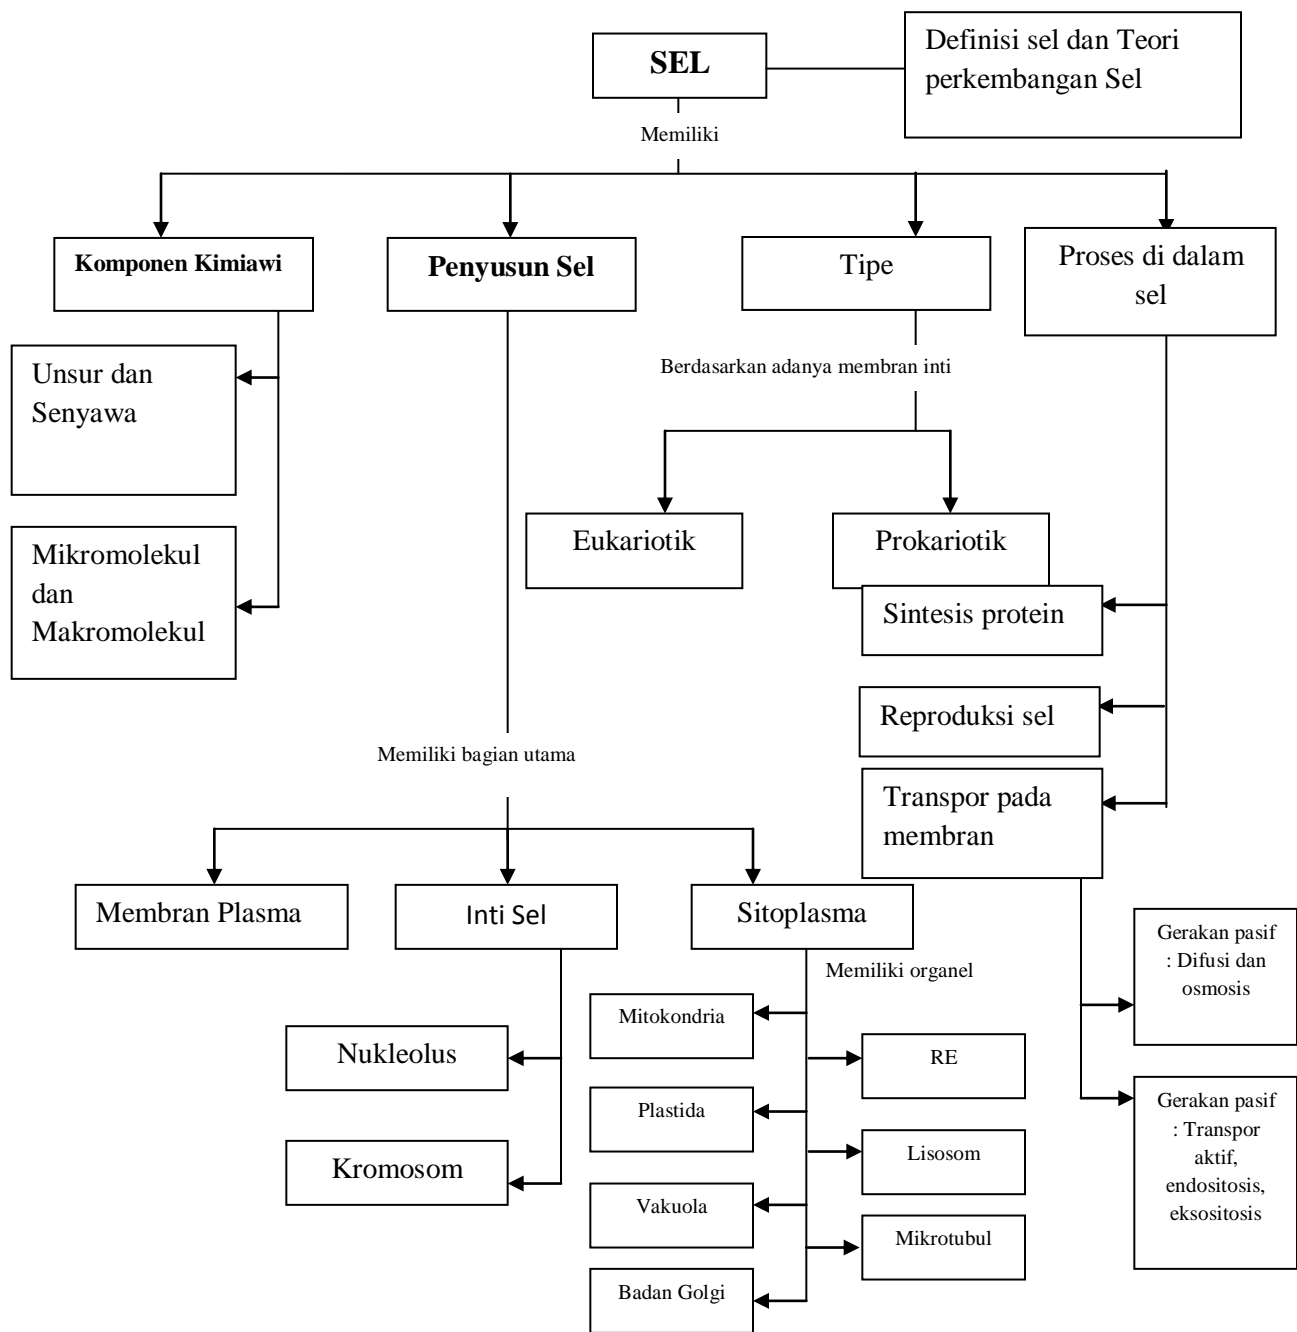 SEL
Definisi sel dan Teori
perkembangan Sel
Memiliki
Komponen Kimiawi
Penyusun Sel
Tipe
Proses di dalam
sel
Unsur dan
Senyawa
Berdasarkan adanya membran inti
Mikromolekul
dan
Makromolekul
Eukariotik
Prokariotik
Sintesis protein
Reproduksi sel
Memiliki bagian utama
Transpor pada
membran
Membran Plasma
Inti Sel
Sitoplasma
Memiliki organel
Gerakan pasif
: Difusi dan
osmosis
Nukleolus
Kromosom
Mitokondria
RE
Plastida
Lisosom
Vakuola
Mikrotubul
Badan Golgi
Gerakan pasif
: Transpor
aktif,
endositosis,
eksositosis